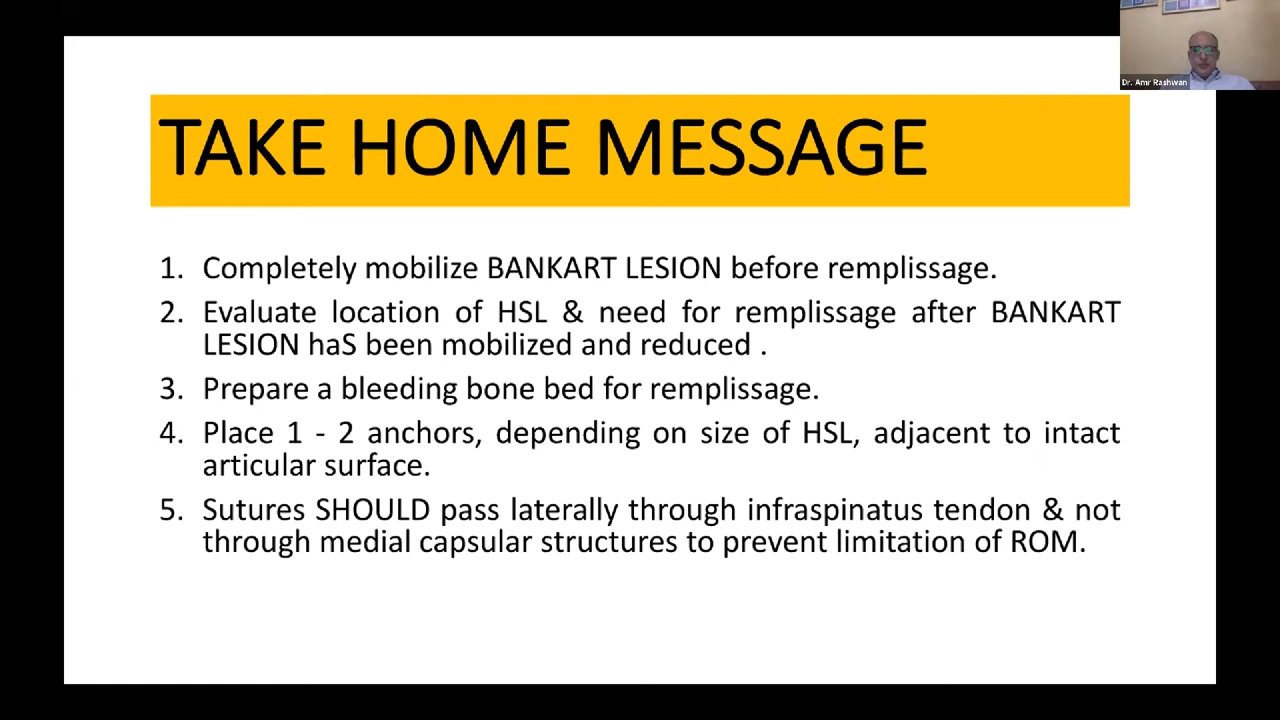 Dr. Amr Rashwan
TAKE HOME MESSAGE
1. Completely mobilize BANKART LESION before remplissage.
2. Evaluate location of HSL & need for remplissage after BANKART
LESION haS been mobilized and reduced .
3. Prepare a bleeding bone bed for remplissage.
4. Place 1 - 2 anchors, depending on size of HSL, adjacent to intact
articular surface.
5. Sutures SHOULD pass laterally through infraspinatus tendon & not
through medial capsular structures to prevent limitation of ROM.